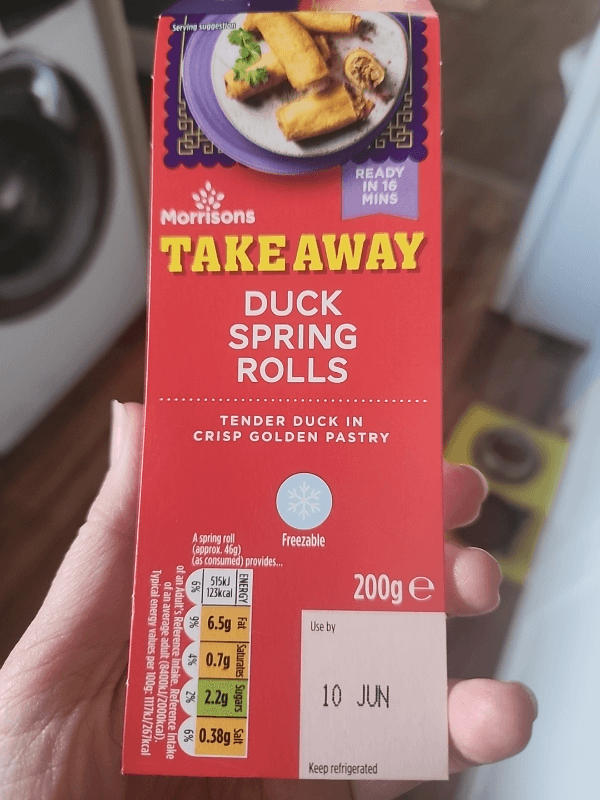 Serving suggestion
READY
IN 16
MINS
Morrisons
TAKEAWAY
DUCK
SPRING
ROLLS
TENDER DUCK IN
CRISP GOLDEN PASTRY
Freezable
A spring roll
(approx. 46g)
(as consumed) provides...
ENERGY
515kJ
123kcal
6%
Fat
6.5g
9%
Saturates
0.7g
4%
Sugars
2.2g
2%
Salt
0.38g
6%
of an Adult's Reference Intake. Reference Intake
of an average adult (8400kJ/2000kcal).
Typical energy values per 100g: 1117kJ/267kcal
200g e
Use by
10 JUN
Keep refrigerated